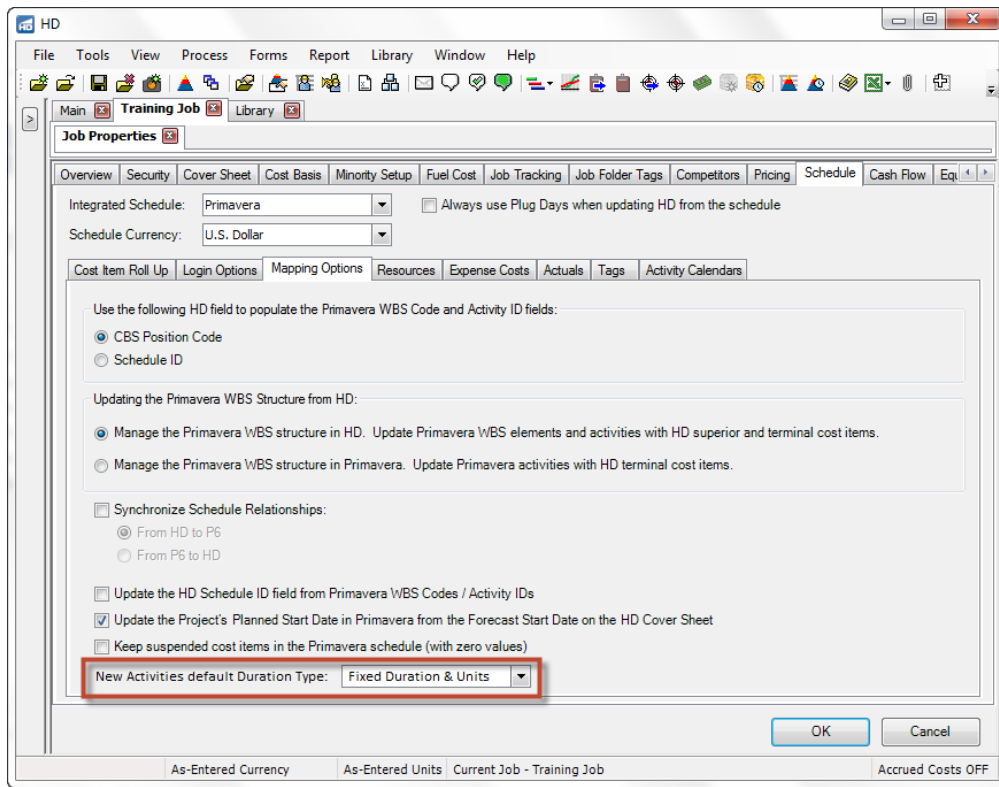 HD
File Tools View Process Forms Report Library Window Help
Main Training Job Library
Job Properties
Overview Security Cover Sheet Cost Basis Minority Setup Fuel Cost Job Tracking Job Folder Tags Competitors Pricing Schedule Cash Flow
Integrated Schedule: Primavera Always use Plug Days when updating HD from the schedule
Schedule Currency: U.S. Dollar
Cost Item Roll Up Login Options Mapping Options Resources Expense Costs Actuals Tags Activity Calendars
Use the following HD field to populate the Primavera WBS Code and Activity ID fields:
CBS Position Code
Schedule ID
Updating the Primavera WBS Structure from HD:
Manage the Primavera WBS structure in HD. Update Primavera WBS elements and activities with HD superior and terminal cost items.
Manage the Primavera WBS structure in Primavera. Update Primavera activities with HD terminal cost items.
Synchronize Schedule Relationships:
From HD to P6
From P6 to HD
Update the HD Schedule ID field from Primavera WBS Codes / Activity IDs
Update the Project's Planned Start Date in Primavera from the Forecast Start Date on the HD Cover Sheet
Keep suspended cost items in the Primavera schedule (with zero values)
New Activities default Duration Type: Fixed Duration & Units
OK Cancel
As-Entered Currency As-Entered Units Current Job - Training Job Accrued Costs OFF